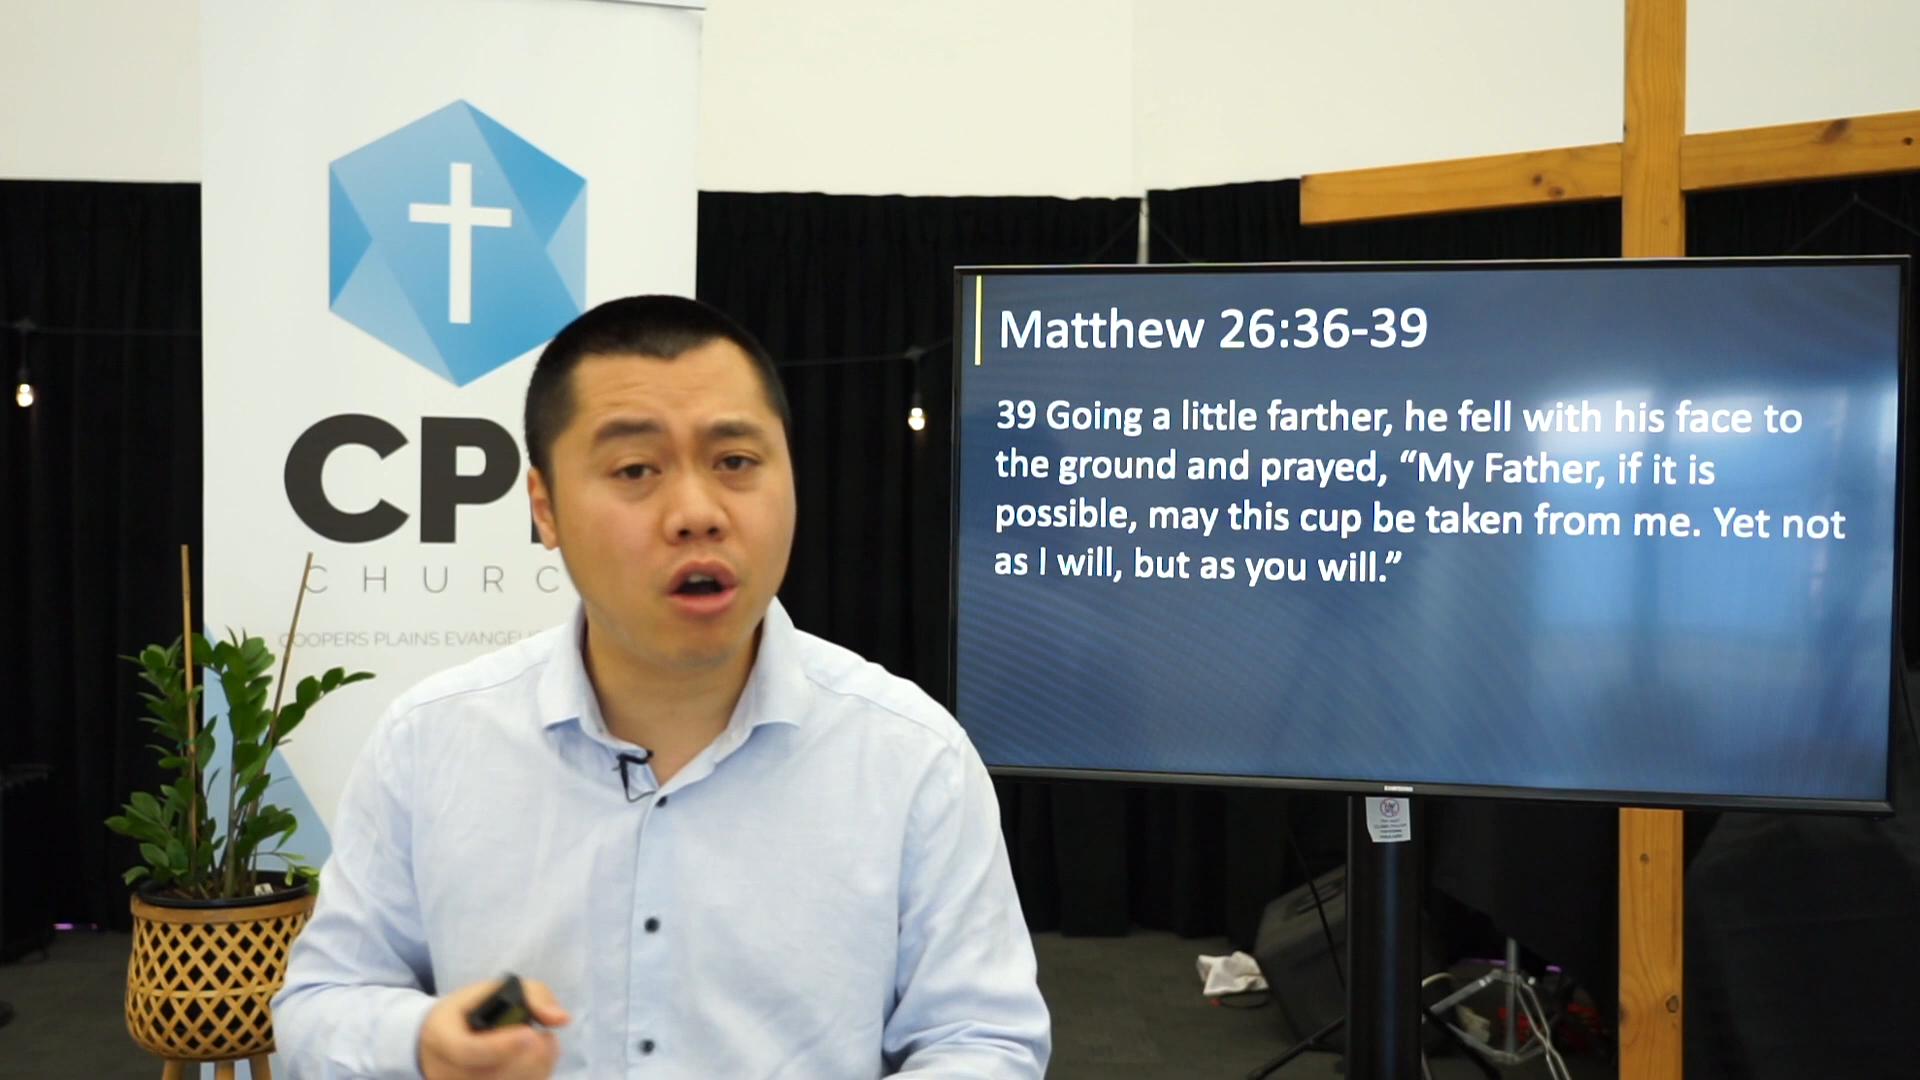 CP
CHURC
COOPERS PLAINS EVANGELI
Matthew 26:36-39
39 Going a little farther, he fell with his face to
the ground and prayed, “My Father, if it is
possible, may this cup be taken from me. Yet not
as I will, but as you will.”
SAMSUNG